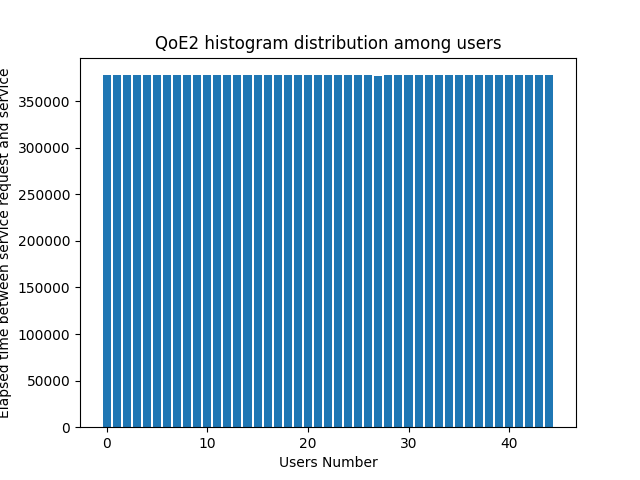 QoE2 histogram distribution among users
Elapsed time between service request and service
350000
300000
250000
200000
150000
100000
50000
0
0 10 20 30 40
Users Number